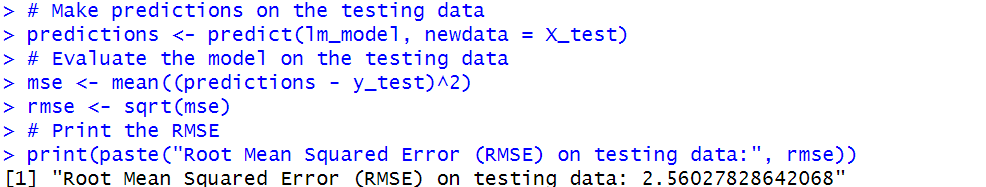 > # Make predictions on the testing data
> predictions <- predict(lm_model, newdata = X_test)
> # Evaluate the model on the testing data
> mse <- mean((predictions - y_test)^2)
> rmse <- sqrt(mse)
> # Print the RMSE
> print(paste("Root Mean Squared Error (RMSE) on testing data:", rmse))
[1] "Root Mean Squared Error (RMSE) on testing data: 2.56027828642068"